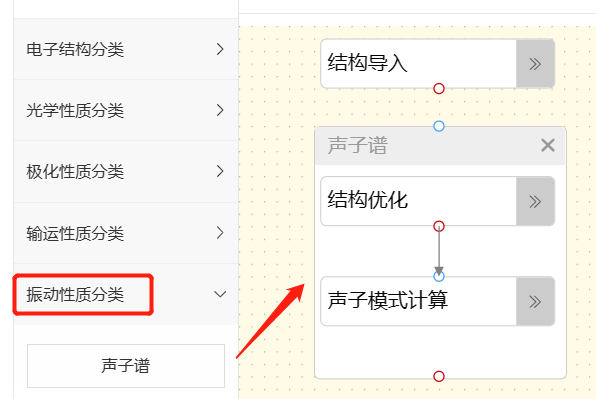 电子结构分类
光学性质分类
极化性质分类
输运性质分类
振动性质分类
声子谱
结构导入
声子谱
结构优化
声子模式计算